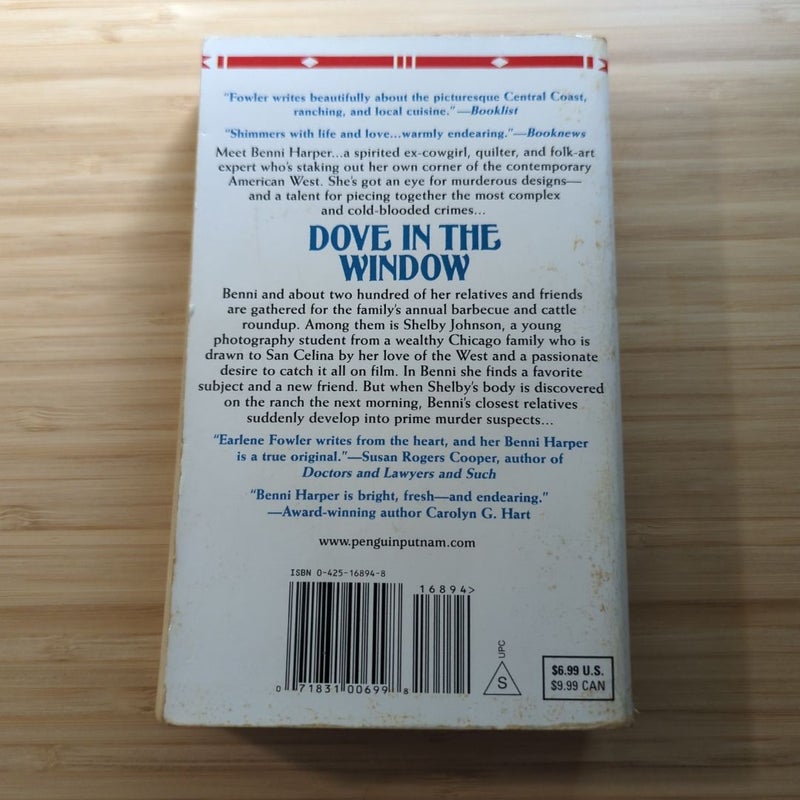 "Fowler writes beautifully about the picturesque Central Coast,
ranching, and local cuisine."—Booklist
"Shimmers with life and love...warmly endearing."—Booknews
Meet Benni Harper...a spirited ex-cowgirl, quilter, and folk-art
expert who's staking out her own corner of the contemporary
American West. She's got an eye for murderous designs—
and a talent for piecing together the most complex
and cold-blooded crimes...
DOVE IN THE
WINDOW
Benni and about two hundred of her relatives and friends
are gathered for the family's annual barbecue and cattle
roundup. Among them is Shelby Johnson, a young
photography student from a wealthy Chicago family who is
drawn to San Celina by her love of the West and a passionate
desire to catch it all on film. In Benni she finds a favorite
subject and a new friend. But when Shelby's body is discovered
on the ranch the next morning, Benni's closest relatives
suddenly develop into prime murder suspects...
"Earlene Fowler writes from the heart, and her Benni Harper
is a true original."—Susan Rogers Cooper, author of
Doctors and Lawyers and Such
"Benni Harper is bright, fresh—and endearing."
—Award-winning author Carolyn G. Hart
www.penguinputnam.com
ISBN 0-425-16894-8
16894>
0 71831 00699 8
UPC
S
$6.99 U.S.
$9.99 CAN